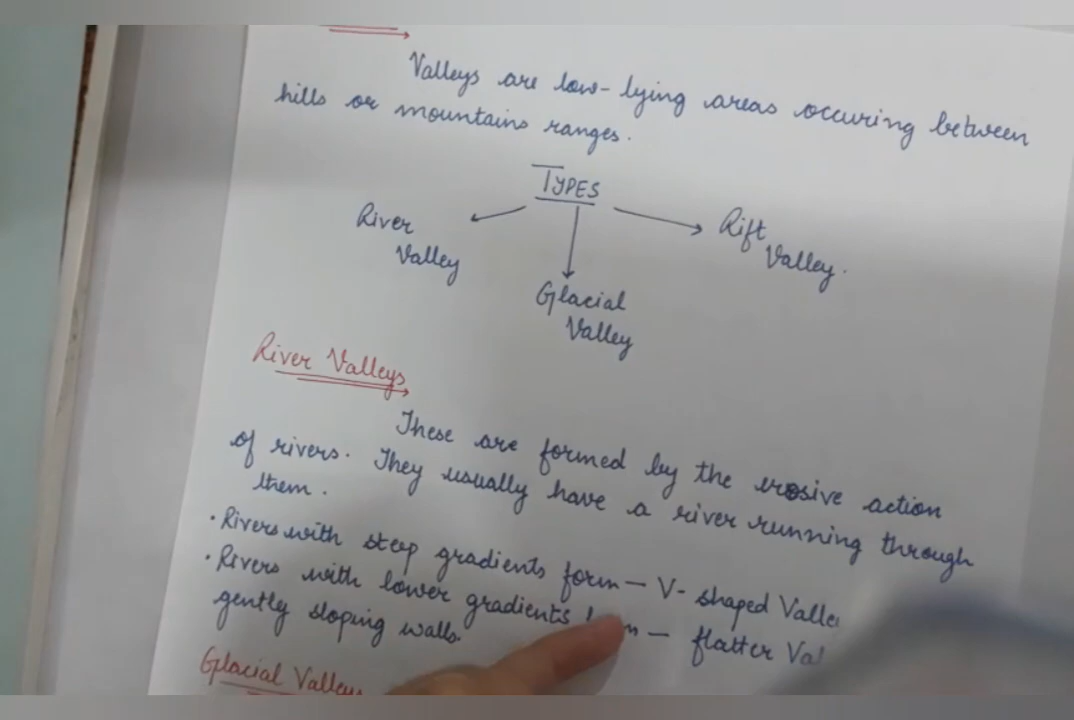 Valleys are low-lying areas occuring between
hills or mountains ranges.
TYPES
River
Valley
Glacial
Valley
Rift
Valley.
River Valleys
These are formed by the erosive action
of rivers. They usually have a river running through
them.
• Rivers with steep gradients form — V-shaped
• Rivers with lower gradients — flatter
gently sloping walls.
Glacial Valleys